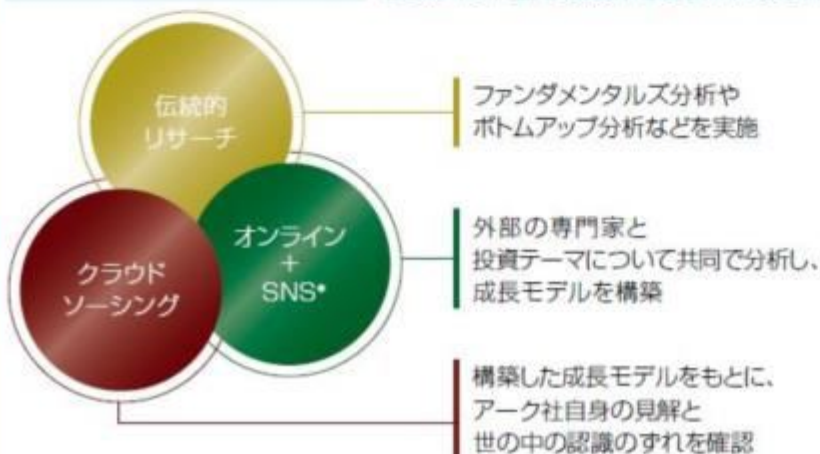 伝統的
リサーチ
ファンダメンタルズ分析や
ボトムアップ分析などを実施
オンライン
+
SNS*
外部の専門家と
投資テーマについて共同で分析し、
成長モデルを構築
クラウド
ソーシング
構築した成長モデルをもとに、
アーク社自身の見解と
世の中の認識のずれを確認